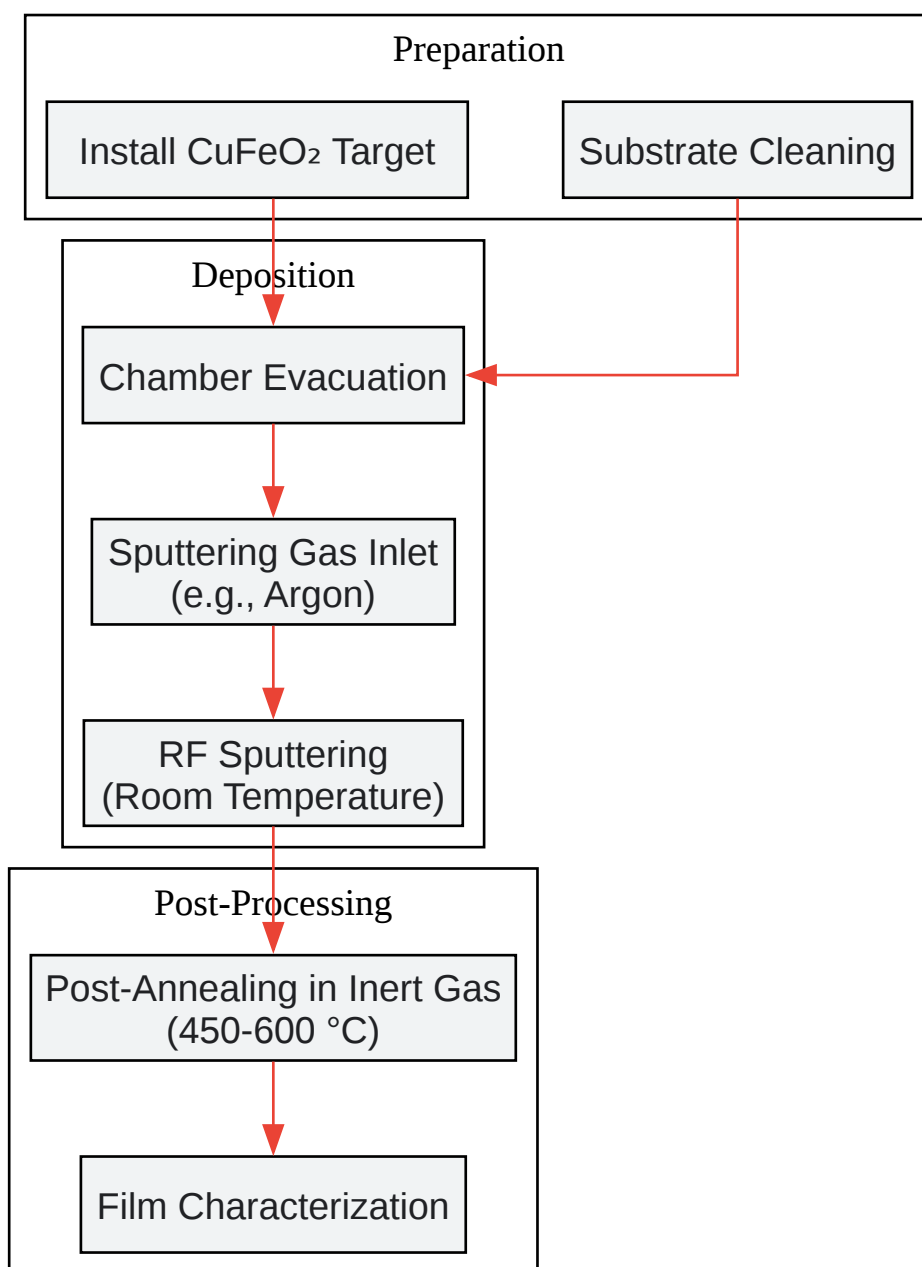 Preparation
Install CuFeO₂ Target
Substrate Cleaning
Deposition
Chamber Evacuation
Sputtering Gas Inlet
(e.g., Argon)
RF Sputtering
(Room Temperature)
Post-Processing
Post-Annealing in Inert Gas
(450-600 °C)
Film Characterization